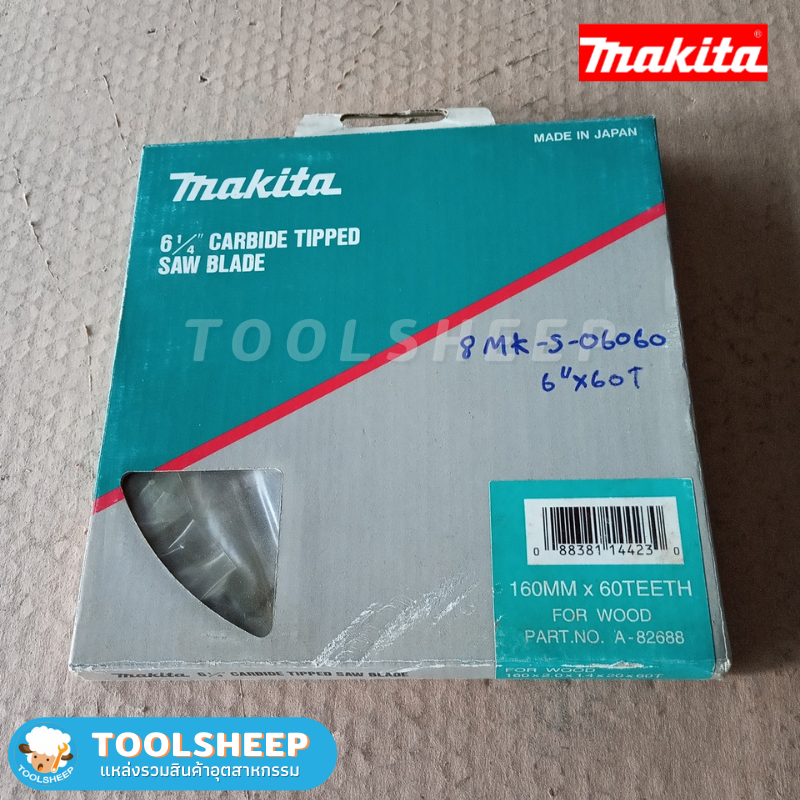 makita
MADE IN JAPAN
makita
6 1/4" CARBIDE TIPPED
SAW BLADE
TOOLSHEEP
8MK-S-06060
6"x60T
0 88381 14423 0
160MM x 60TEETH
FOR WOOD
PART.NO. A-82688
makita 6 1/4" CARBIDE TIPPED SAW BLADE
FOR WOOD
160x2.0x1.4x20x60T
TOOLSHEEP
แหล่งรวมสินค้าอุตสาหกรรม
TOOLSHEEP